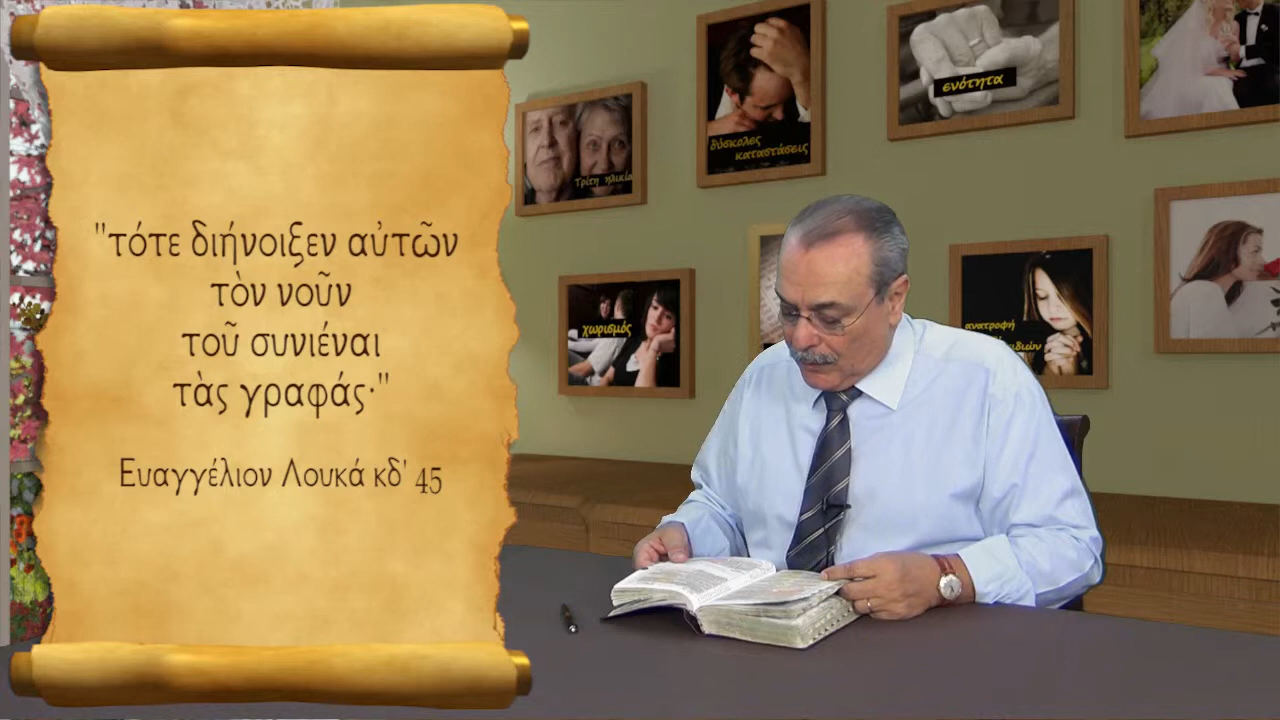 "τότε διήνοιξεν αὐτῶν
τὸν νοῦν
τοῦ συνιέναι
τὰς γραφάς·"
Ευαγγέλιον Λουκά κδ' 45
Τρίτη ηλικία
δύσκολες
καταστάσεις
ενότητα
χωρισμός
ανατροφή